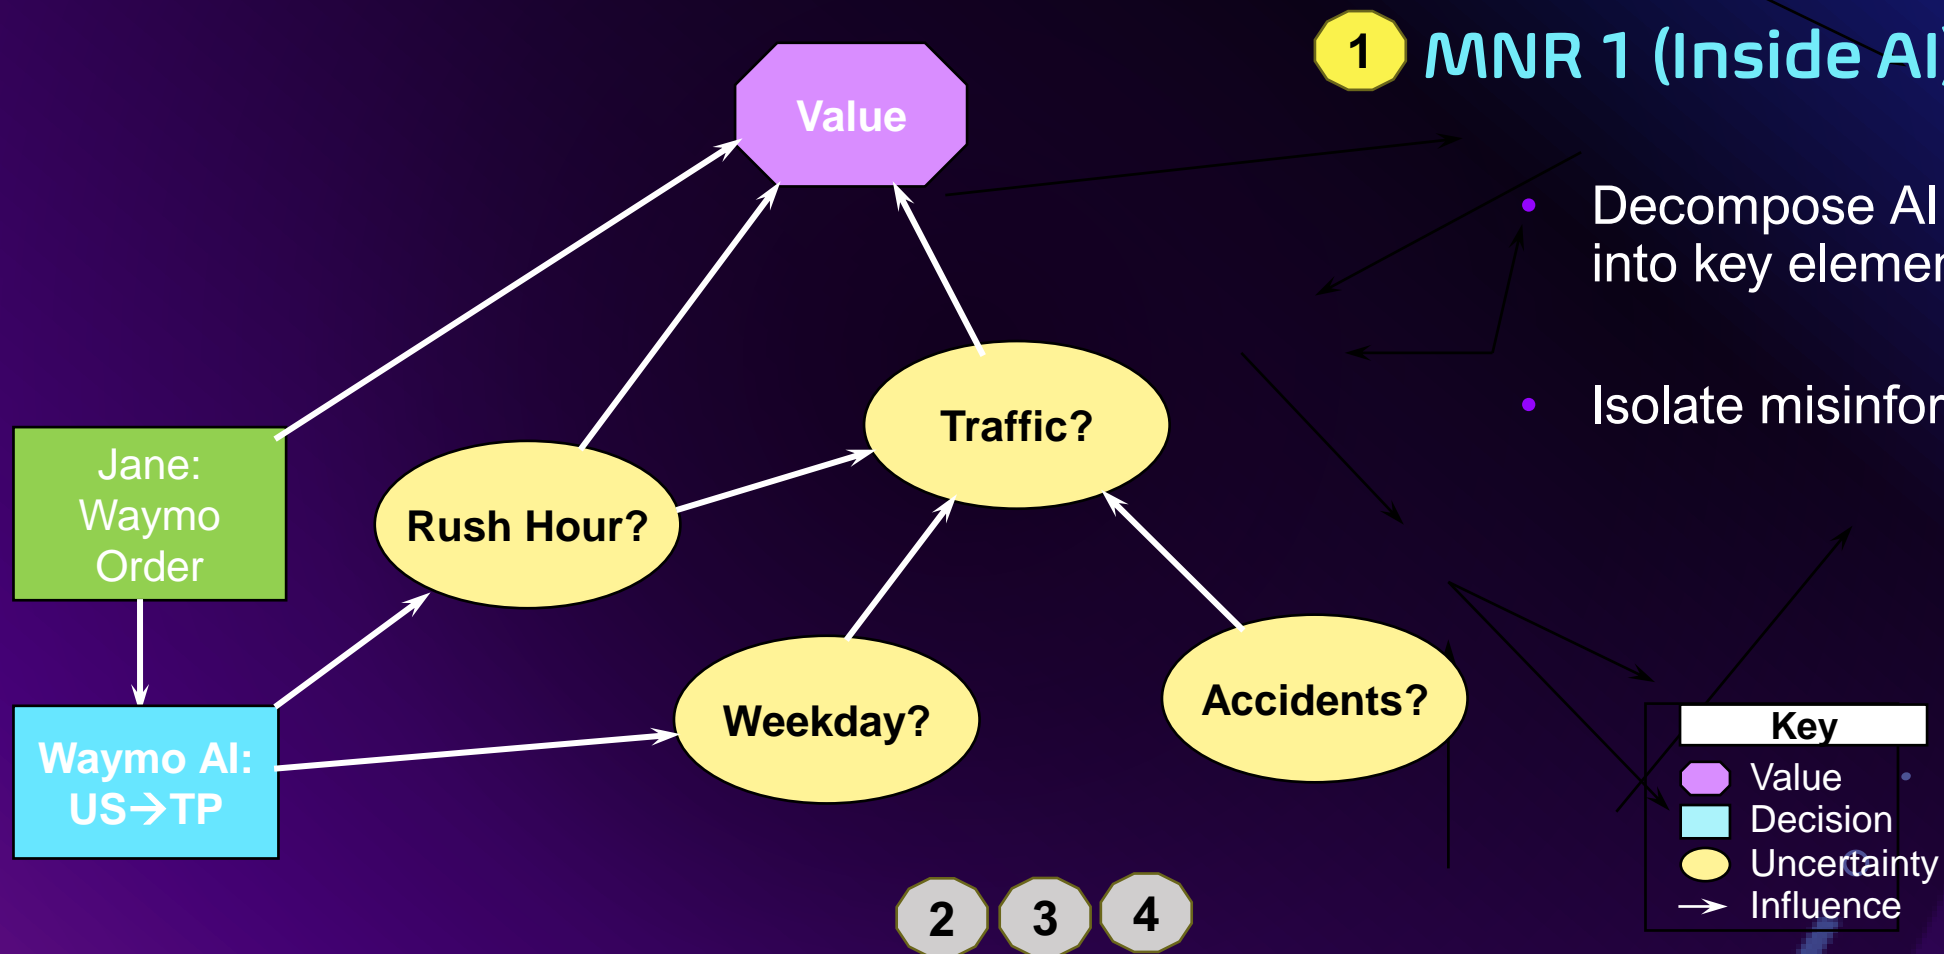 1 MNR 1 (Inside AI)
Value
Decompose AI
into key elemen
Isolate misinfor
Traffic?
Jane:
Waymo
Order
Rush Hour?
Weekday?
Accidents?
Waymo AI:
US→TP
Key
Value
Decision
Uncertainty
Influence
2 3 4